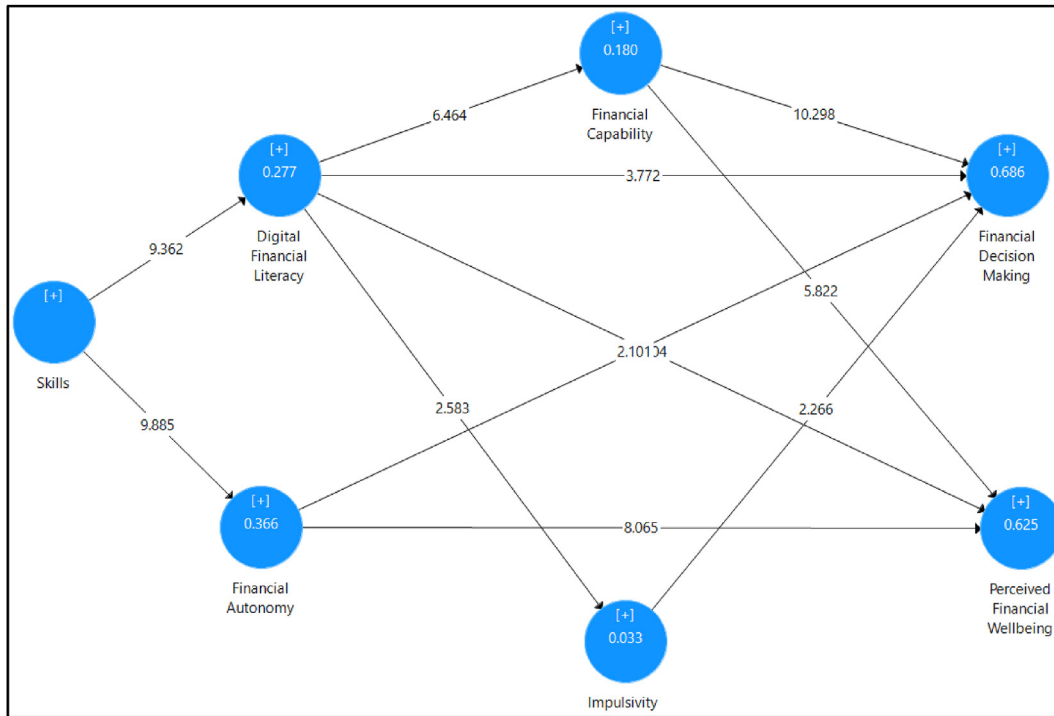 [+]
0.180
Financial
Capability
6.464
10.298
[+]
0.277
Digital
Financial
Literacy
3.772
[+]
0.686
Financial
Decision
Making
9.362
[+]
Skills
5.822
2.10104
9.885
2.583
2.266
[+]
0.366
Financial
Autonomy
8.065
[+]
0.625
Perceived
Financial
Wellbeing
[+]
0.033
Impulsivity